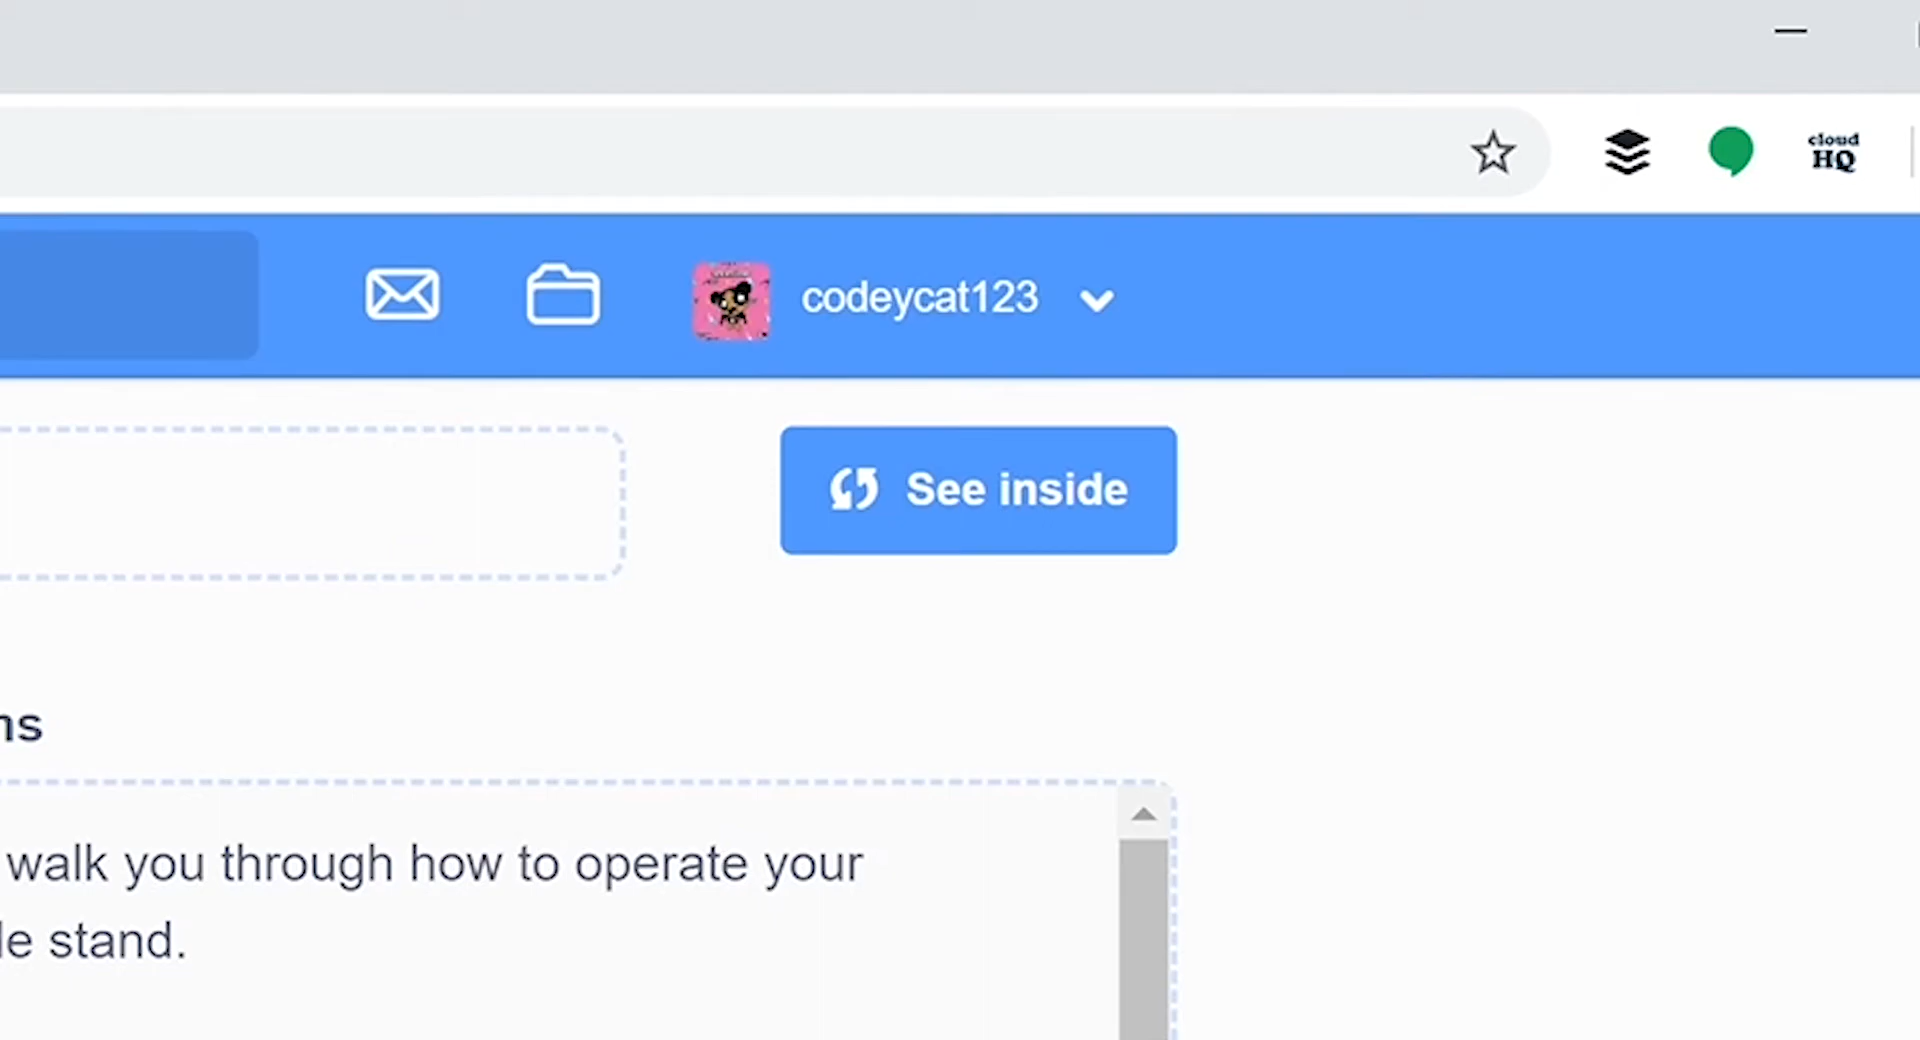 cloud
HQ
codeycat123
See inside
ns
walk you through how to operate your
le stand.